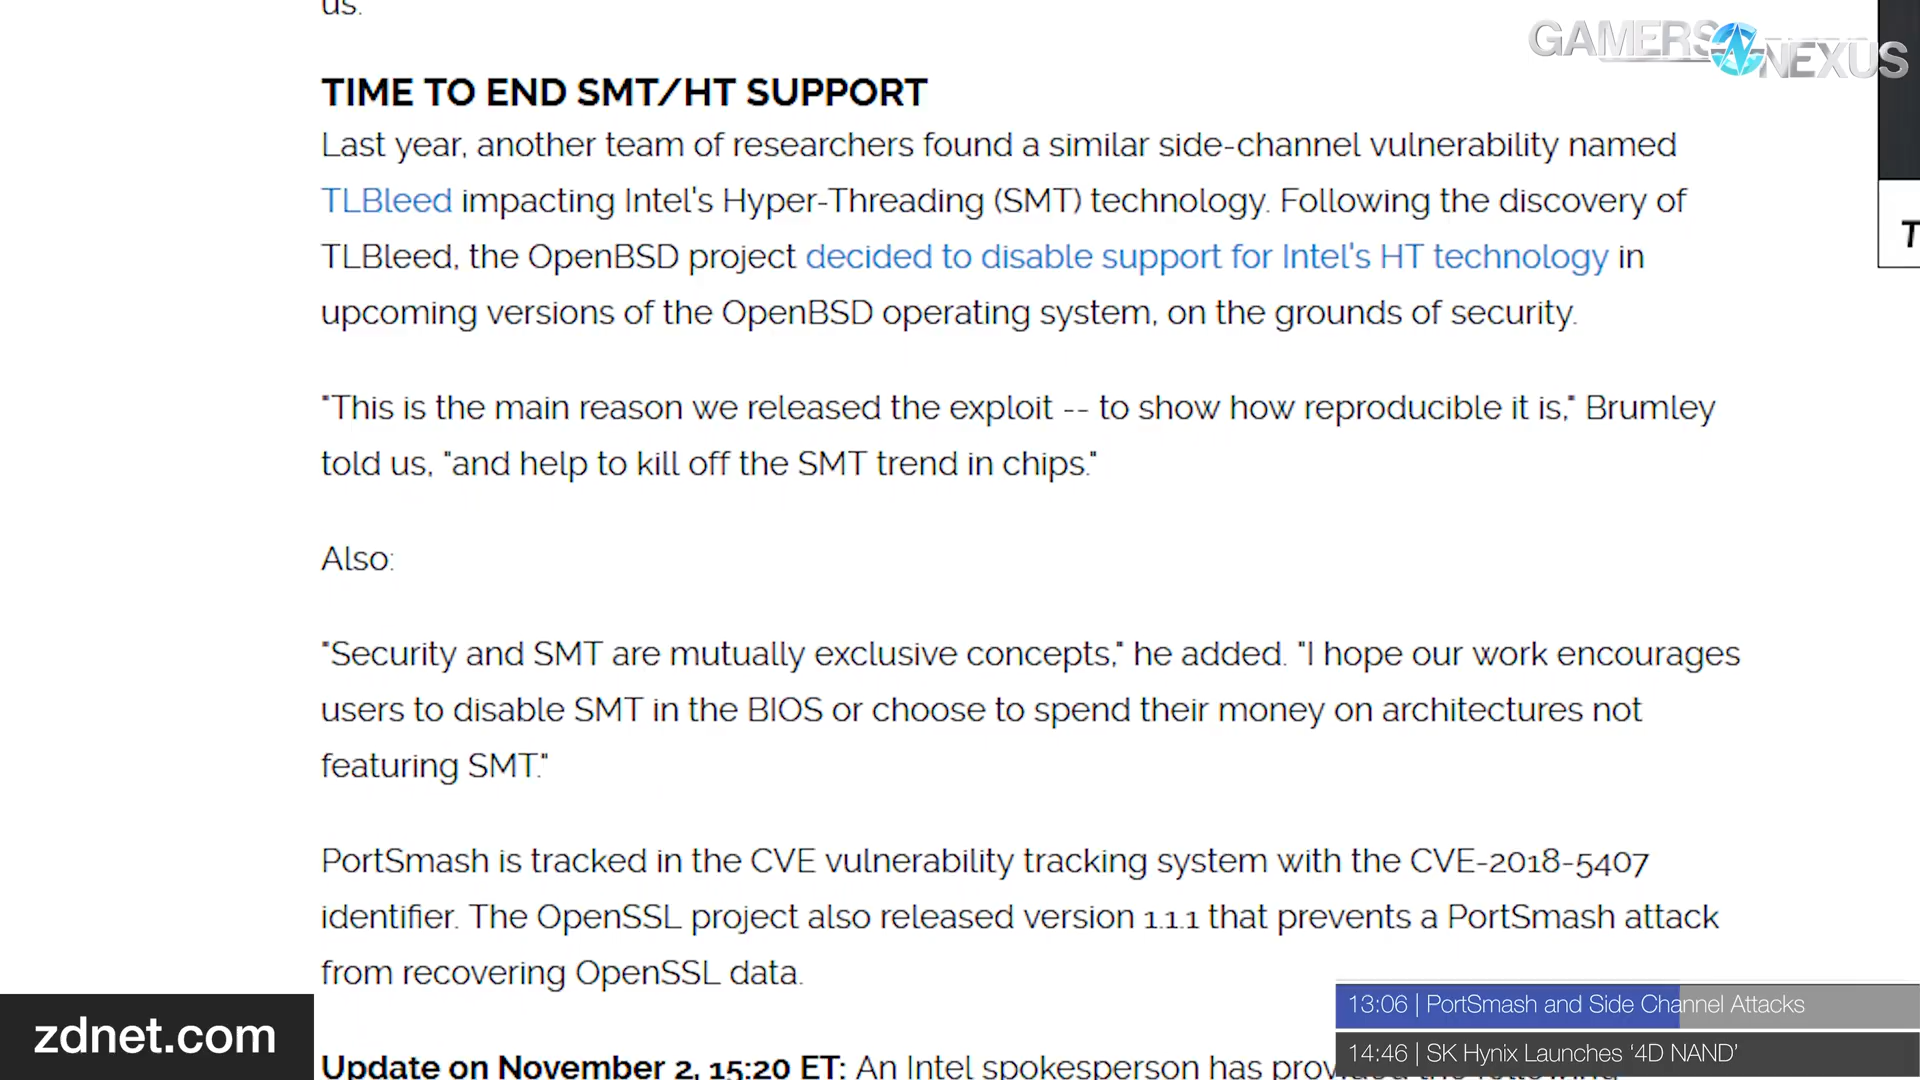 us.
GAMERS NEXUS
TIME TO END SMT/HT SUPPORT
Last year, another team of researchers found a similar side-channel vulnerability named
TLBleed impacting Intel's Hyper-Threading (SMT) technology. Following the discovery of
TLBleed, the OpenBSD project decided to disable support for Intel's HT technology in
upcoming versions of the OpenBSD operating system, on the grounds of security.
T
"This is the main reason we released the exploit -- to show how reproducible it is," Brumley
told us, "and help to kill off the SMT trend in chips."
Also:
"Security and SMT are mutually exclusive concepts," he added. "I hope our work encourages
users to disable SMT in the BIOS or choose to spend their money on architectures not
featuring SMT."
PortSmash is tracked in the CVE vulnerability tracking system with the CVE-2018-5407
identifier. The OpenSSL project also released version 1.1.1 that prevents a PortSmash attack
from recovering OpenSSL data.
Update on November 2, 15:20 ET: An Intel spokesperson has
zdnet.com
13:06 | PortSmash and Side Channel Attacks
14:46 | SK Hynix Launches ‘4D NAND’